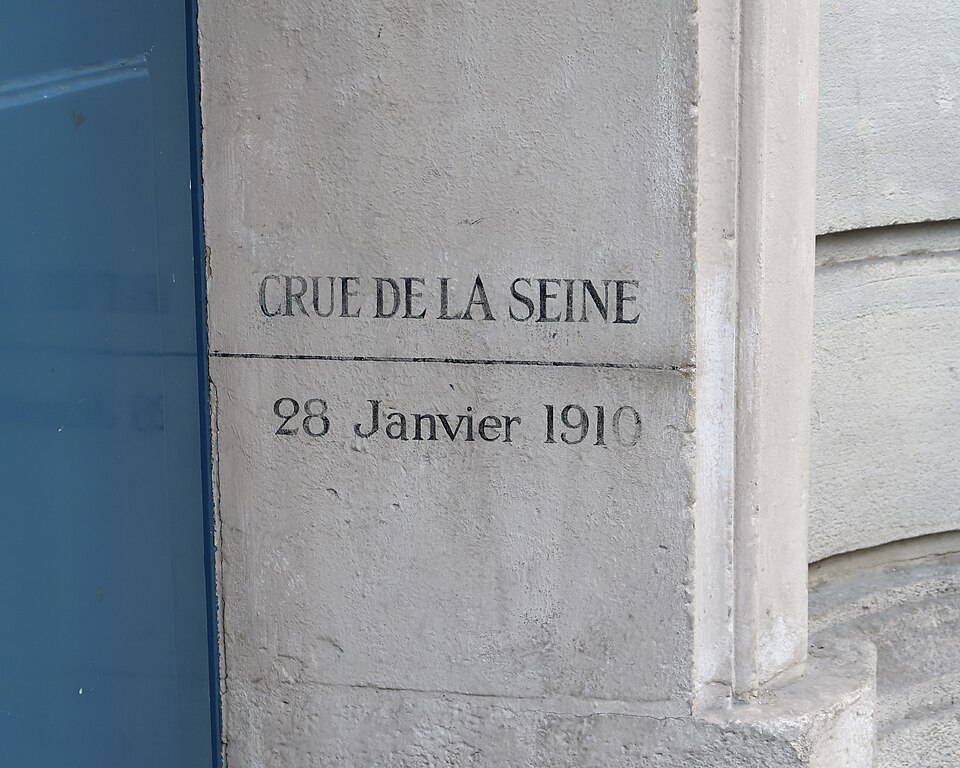 CRUE DE LA SEINE
28 Janvier 1910